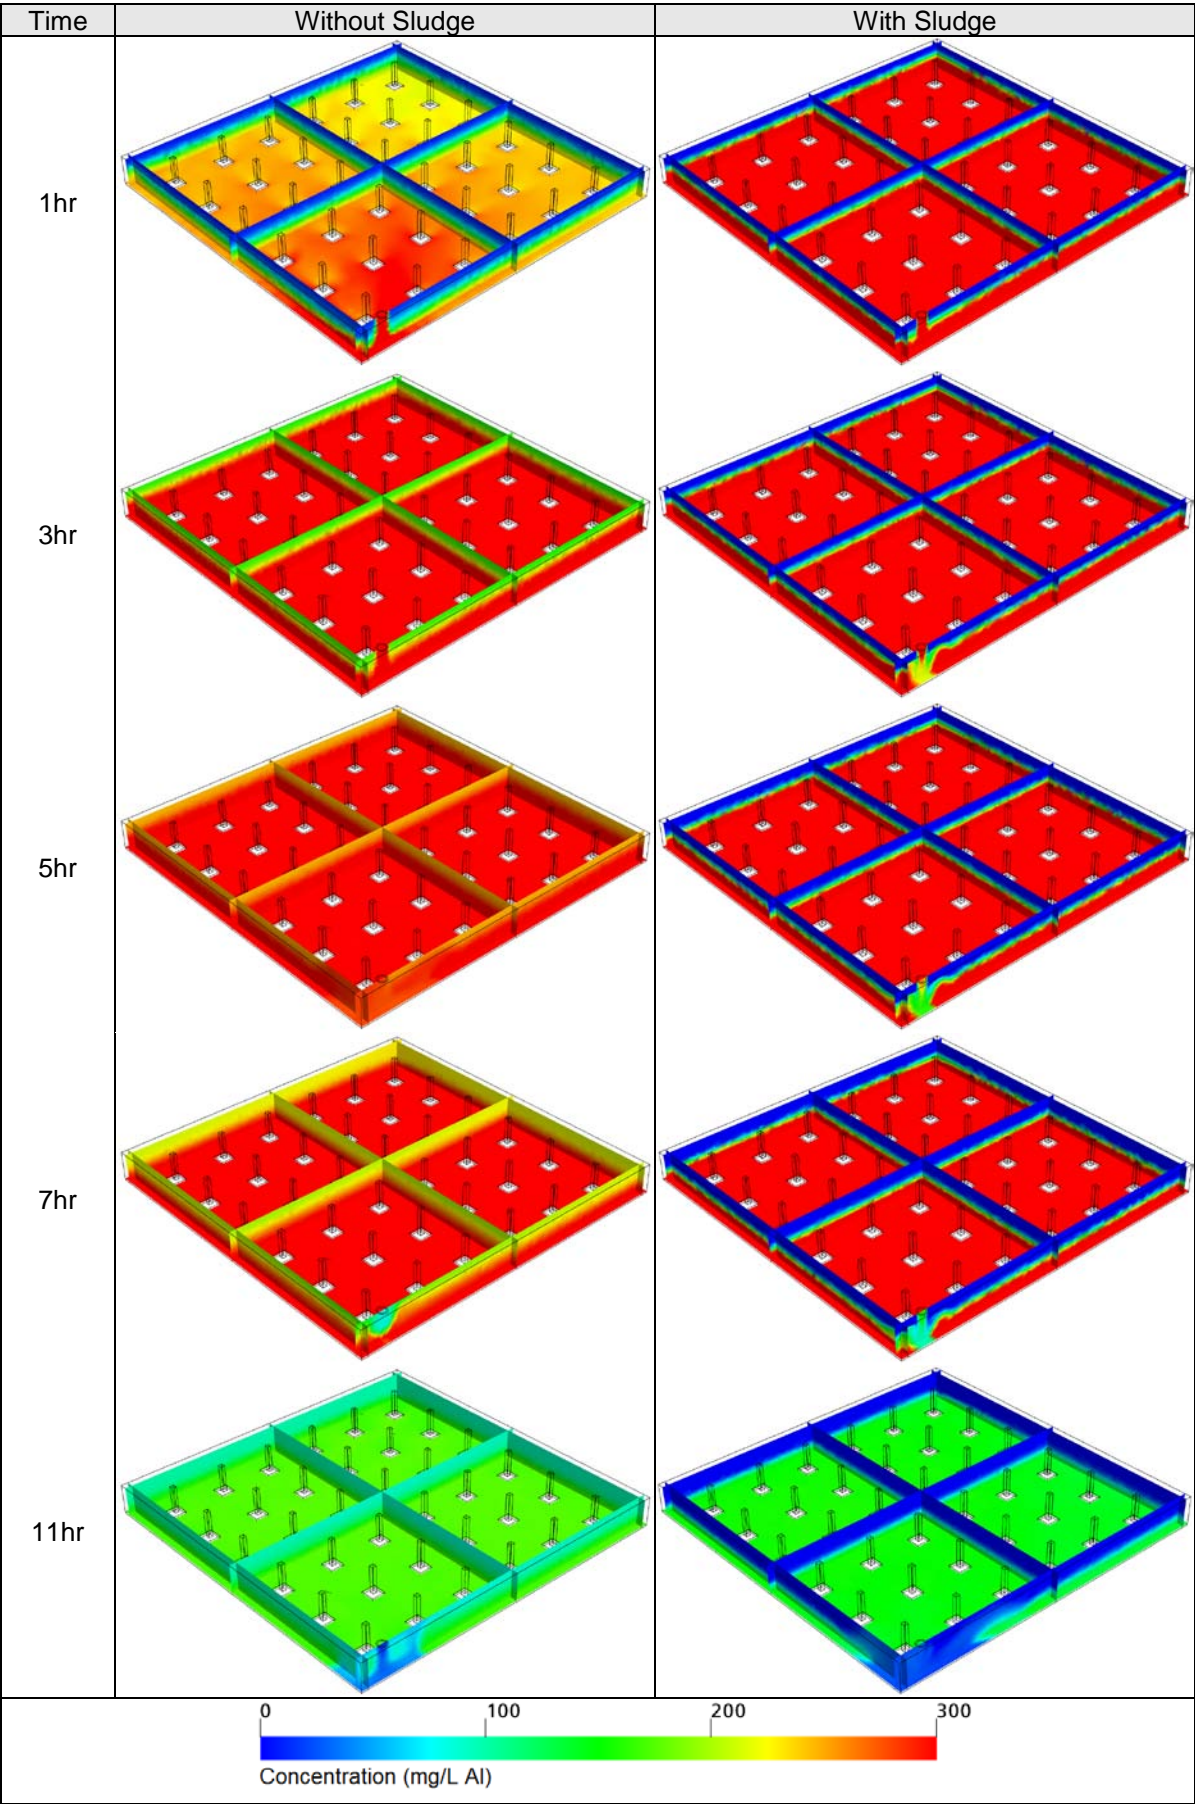 Time Without Sludge With Sludge
1hr
3hr
5hr
7hr
11hr
0 100 200 300
Concentration (mg/L Al)